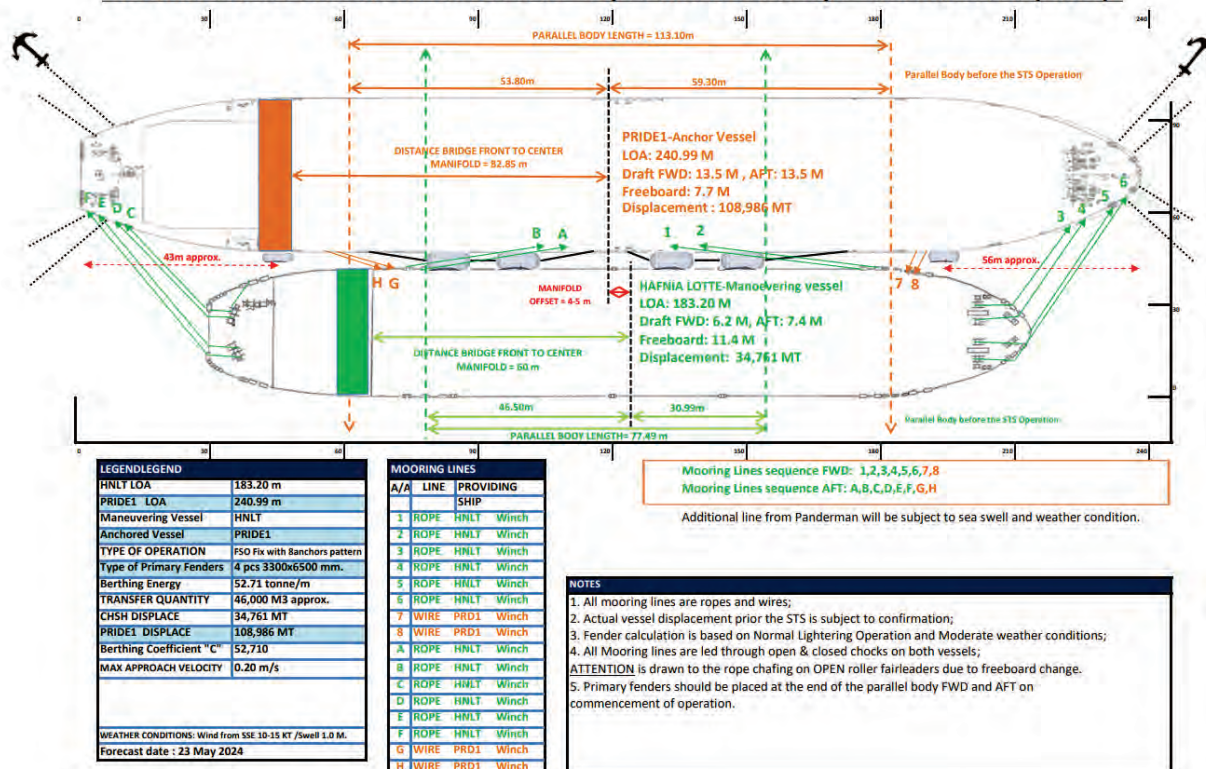 0 30 60 90 120 150 180 210 240
PARALLEL BODY LENGTH = 113.10m
53.80m
59.30m
Parallel Body before the STS Operation
PRIDE1-Anchor Vessel
LOA: 240.99 M
Draft FWD: 13.5 M , AFT: 13.5 M
Freeboard: 7.7 M
Displacement : 108,986 MT
DISTANCE BRIDGE FRONT TO CENTER
MANIFOLD = 82.85 m
90
60
30
0
F E D C
B A 1 2
3 4 5 6
43m approx.
56m approx.
H G
7 8
MANIFOLD
OFFSET = 4-5 m
HAFNIA LOTTE-Manoevering vessel
LOA: 183.20 M
Draft FWD: 6.2 M, AFT: 7.4 M
Freeboard: 11.4 M
Displacement: 34,761 MT
DISTANCE BRIDGE FRONT TO CENTER
MANIFOLD = 60 m
46.50m
30.99m
Parallel Body before the STS Operation
PARALLEL BODY LENGTH= 77.49 m
0 30 60 90 120 150 180 210 240
LEGENDLEGEND
HNLT LOA 183.20 m
PRIDE1 LOA 240.99 m
Maneuvering Vessel HNLT
Anchored Vessel PRIDE1
TYPE OF OPERATION FSO Fix with 8anchors pattern
Type of Primary Fenders 4 pcs 3300x6500 mm.
Berthing Energy 52.71 tonne/m
TRANSFER QUANTITY 46,000 M3 approx.
CHSH DISPLACE 34,761 MT
PRIDE1 DISPLACE 108,986 MT
Berthing Coefficient "C" 52,710
MAX APPROACH VELOCITY 0.20 m/s
WEATHER CONDITIONS: Wind from SSE 10-15 KT /Swell 1.0 M.
Forecast date : 23 May 2024
MOORING LINES
A/A LINE PROVIDING
SHIP
1 ROPE HNLT Winch
2 ROPE HNLT Winch
3 ROPE HNLT Winch
4 ROPE HNLT Winch
5 ROPE HNLT Winch
6 ROPE HNLT Winch
7 WIRE PRD1 Winch
8 WIRE PRD1 Winch
A ROPE HNLT Winch
B ROPE HNLT Winch
C ROPE HNLT Winch
D ROPE HNLT Winch
E ROPE HNLT Winch
F ROPE HNLT Winch
G WIRE PRD1 Winch
H WIRE PRD1 Winch
Mooring Lines sequence FWD: 1,2,3,4,5,6,7,8
Mooring Lines sequence AFT: A,B,C,D,E,F,G,H
Additional line from Panderman will be subject to sea swell and weather condition.
NOTES
1. All mooring lines are ropes and wires;
2. Actual vessel displacement prior the STS is subject to confirmation;
3. Fender calculation is based on Normal Lightering Operation and Moderate weather conditions;
4. All Mooring lines are led through open & closed chocks on both vessels;
ATTENTION is drawn to the rope chafing on OPEN roller fairleaders due to freeboard change.
5. Primary fenders should be placed at the end of the parallel body FWD and AFT on
commencement of operation.